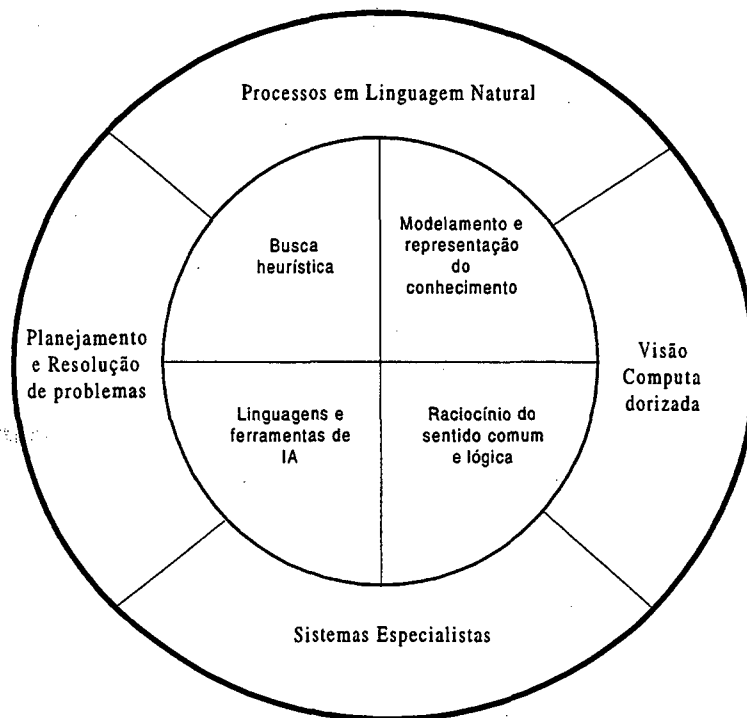 Processos em Linguagem Natural
Busca
heurística
Modelamento e
representação
do
conhecimento
Planejamento
e Resolução
de problemas
Visão
Computa
dorizada
Linguagens e
ferramentas de
IA
Raciocínio do
sentido comum
e lógica
Sistemas Especialistas